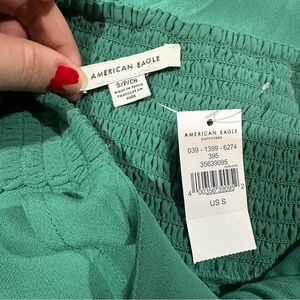 AMERICAN EAGLE
S/P/CH
AMERICAN EAGLE
OUTFITTERS
039 - 1399 - 6274
395
35639095
US S